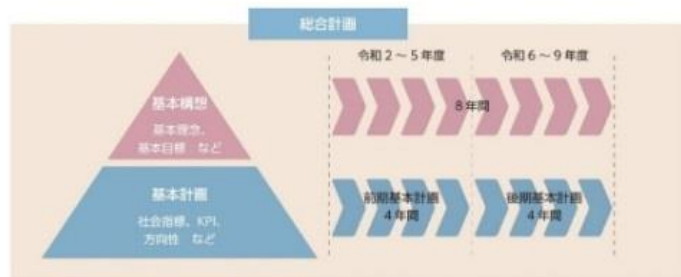 総合計画
令和2～5年度
令和6～9年度
基本構想
基本理念、
基本目標 など
8年間
基本計画
社会指標、KPI、
方向性 など
前期基本計画
4年間
後期基本計画
4年間